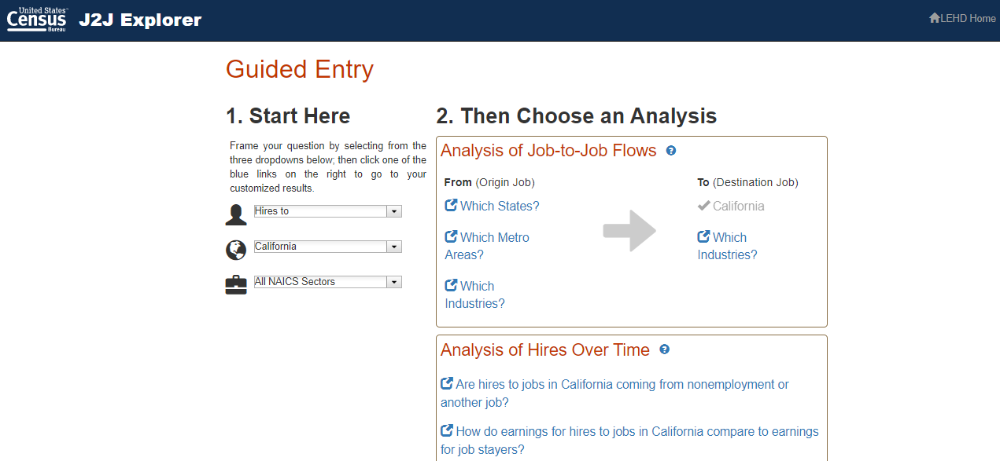 United States™
Census
Bureau
J2J Explorer
LEHD Home
Guided Entry
1. Start Here
Frame your question by selecting from the
three dropdowns below; then click one of the
blue links on the right to go to your
customized results.
Hires to
California
All NAICS Sectors
2. Then Choose an Analysis
Analysis of Job-to-Job Flows
From (Origin Job)
Which States?
Which Metro
Areas?
Which
Industries?
To (Destination Job)
California
Which
Industries?
Analysis of Hires Over Time
Are hires to jobs in California coming from nonemployment or
another job?
How do earnings for hires to jobs in California compare to earnings
for job stayers?